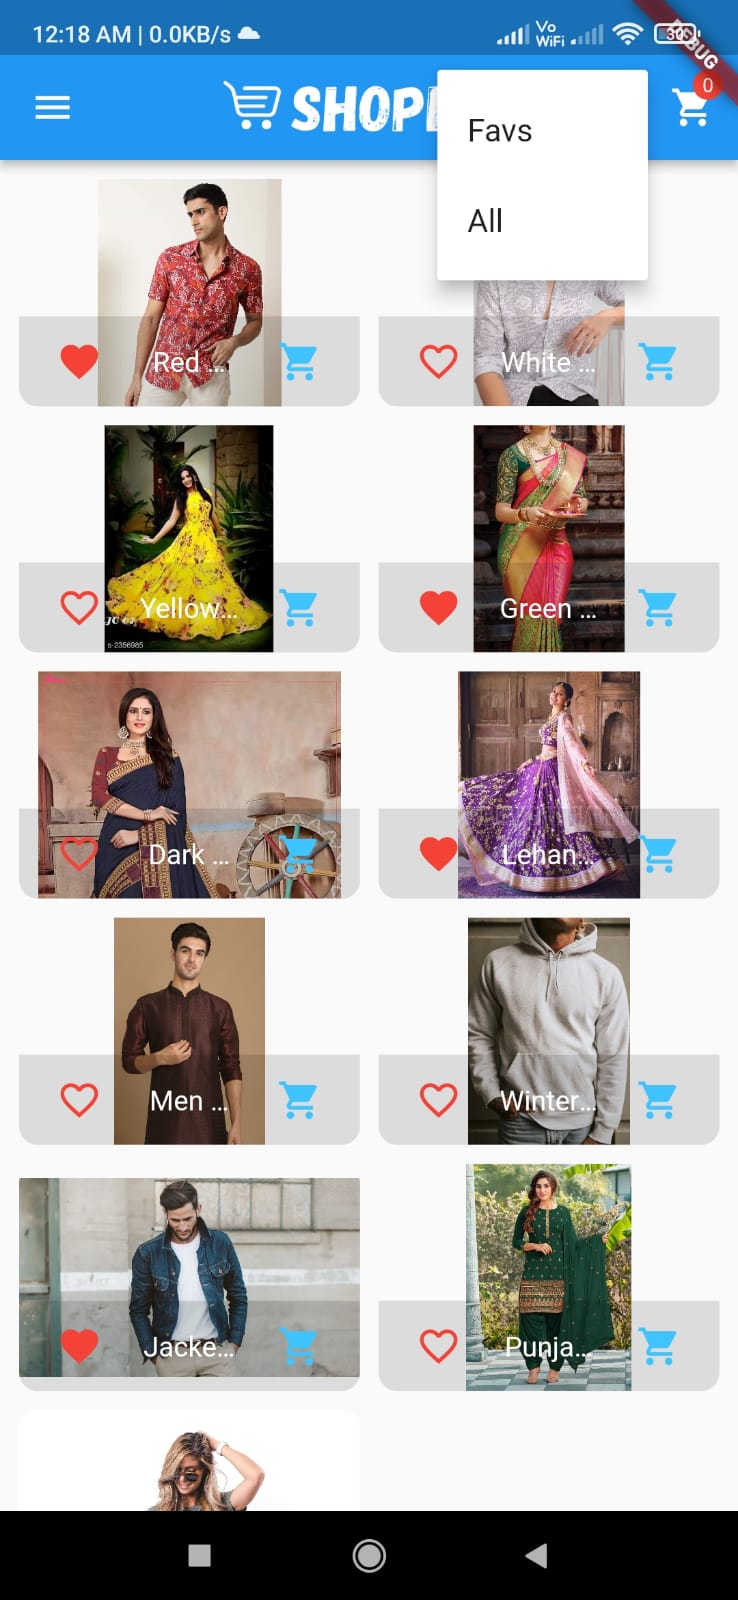 12:18 AM | 0.0KB/s
Vo
WiFi
30
DEBUG
SHOP
0
Favs
All
Red ...
White ...
Yellow...
S-2356985
Green ...
Dark ...
Lehan...
Men ...
Winter...
Jacke...
Punja...